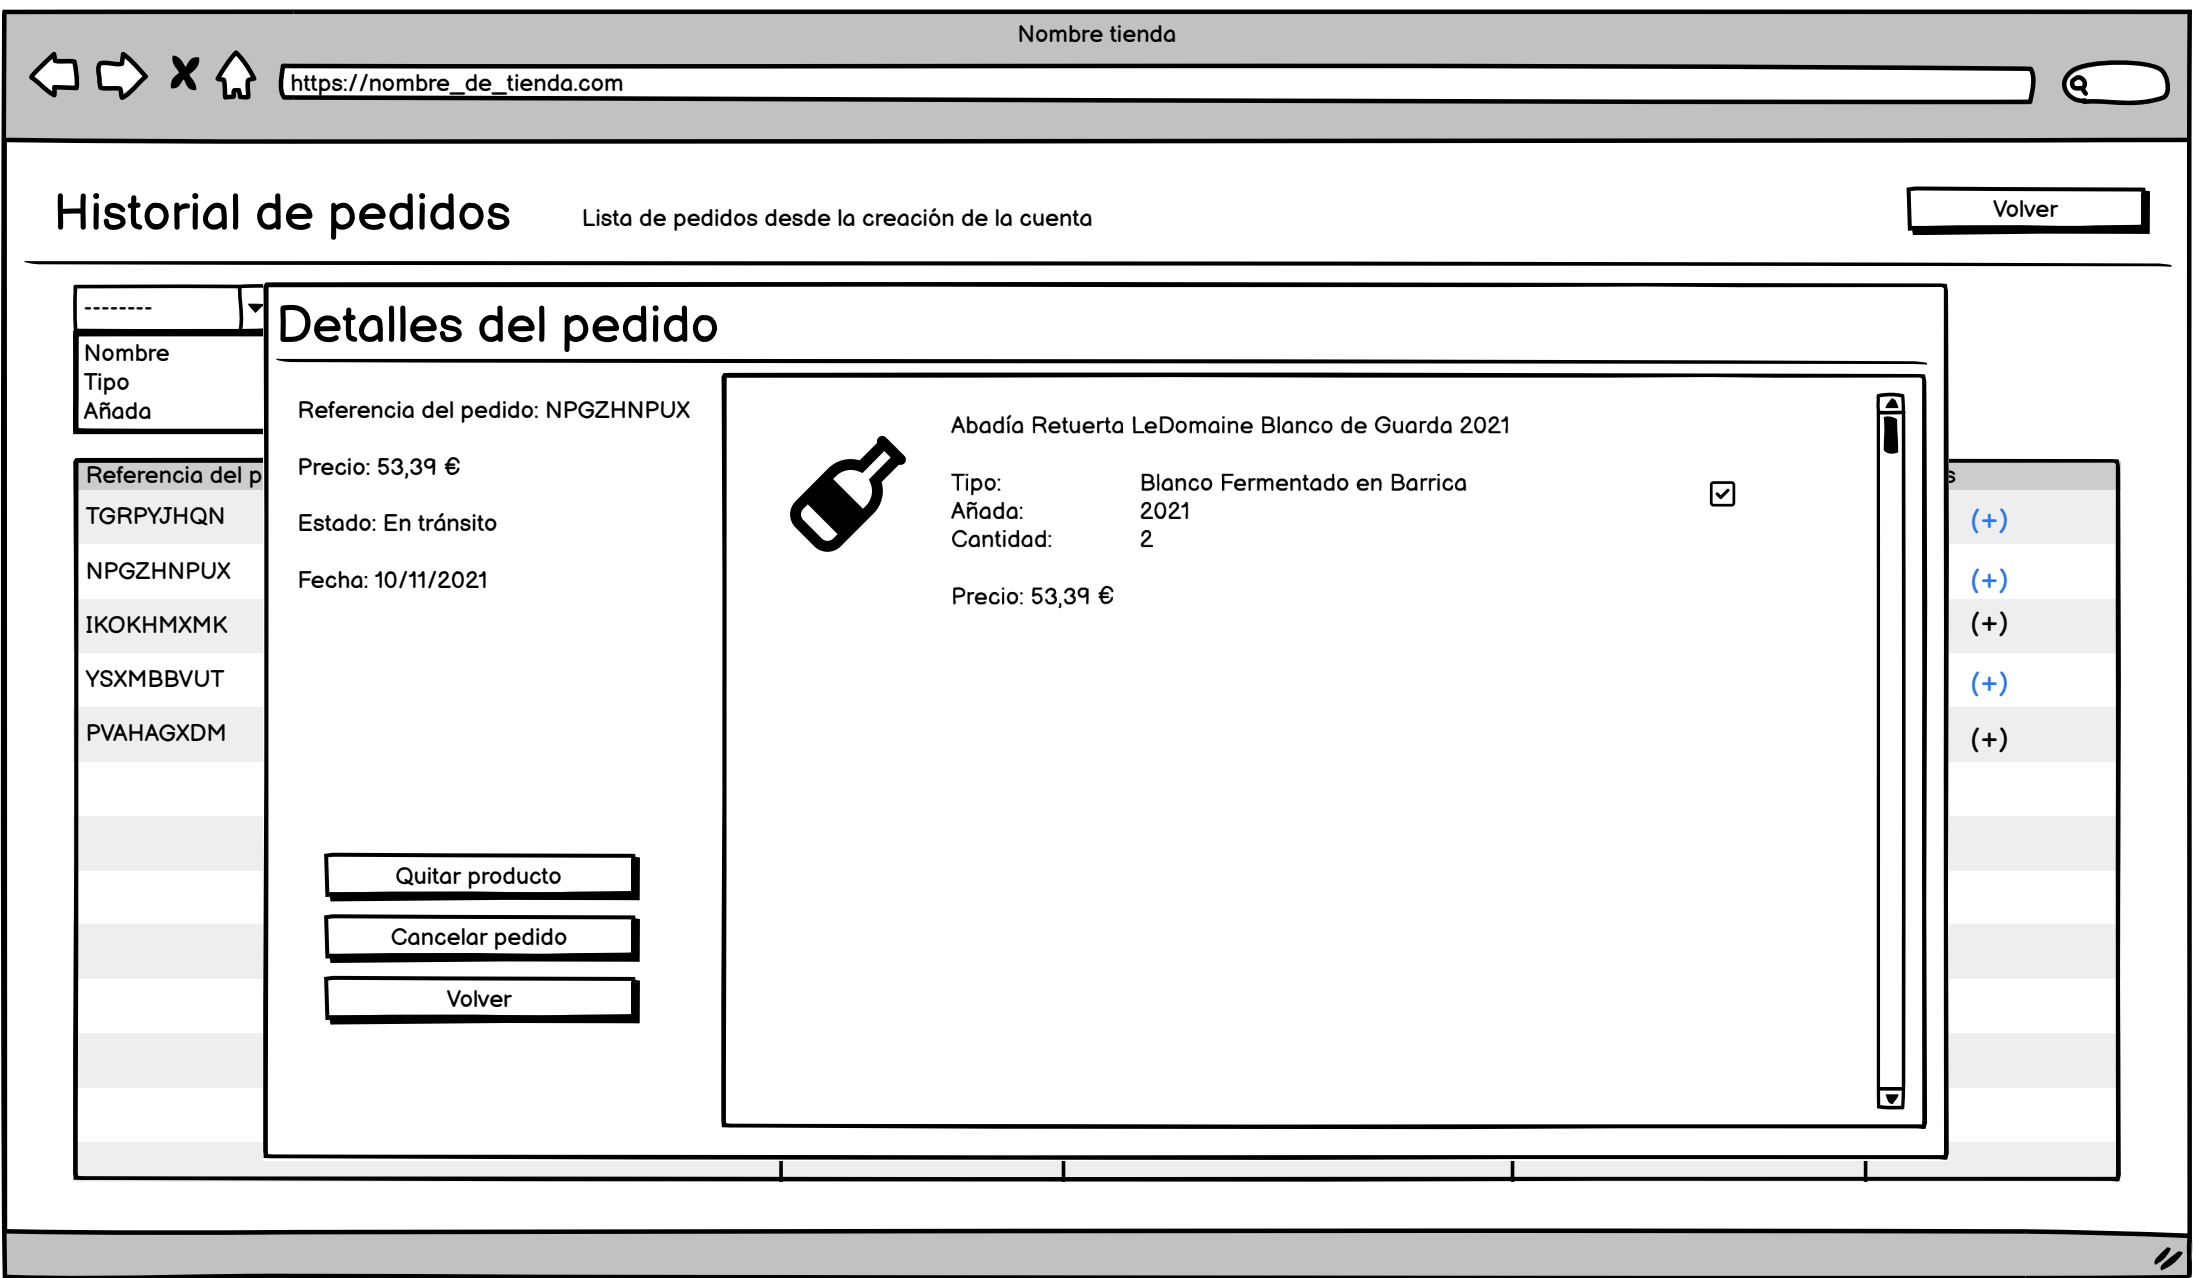 Nombre tienda
https://nombre_de_tienda.com
Historial de pedidos
Lista de pedidos desde la creación de la cuenta
Volver
--------
Nombre
Tipo
Añada
Detalles del pedido
Referencia del pedido: NPGZHNPUX
Precio: 53,39 €
Estado: En tránsito
Fecha: 10/11/2021
Quitar producto
Cancelar pedido
Volver
Abadía Retuerta LeDomaine Blanco de Guarda 2021
Tipo: Blanco Fermentado en Barrica
Añada: 2021
Cantidad: 2
Precio: 53,39 €
Referencia del p
s
TGRPYJHQN (+)
NPGZHNPUX (+)
IKOKHMXMK (+)
YSXMBBVUT (+)
PVAHAGXDM (+)